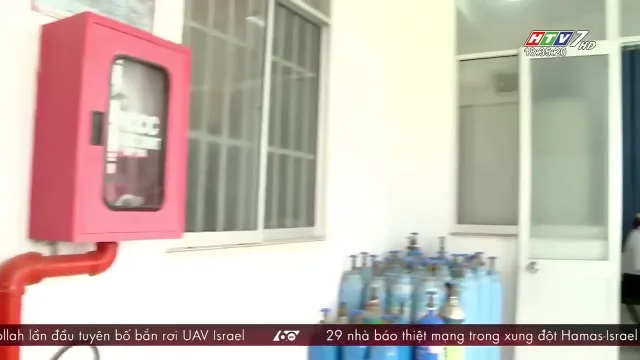 HTV7 HD
18:35:20
ollah lần đầu tuyên bố bắn rơi UAV Israel 60 29 nhà báo thiệt mạng trong xung đột Hamas-Israel